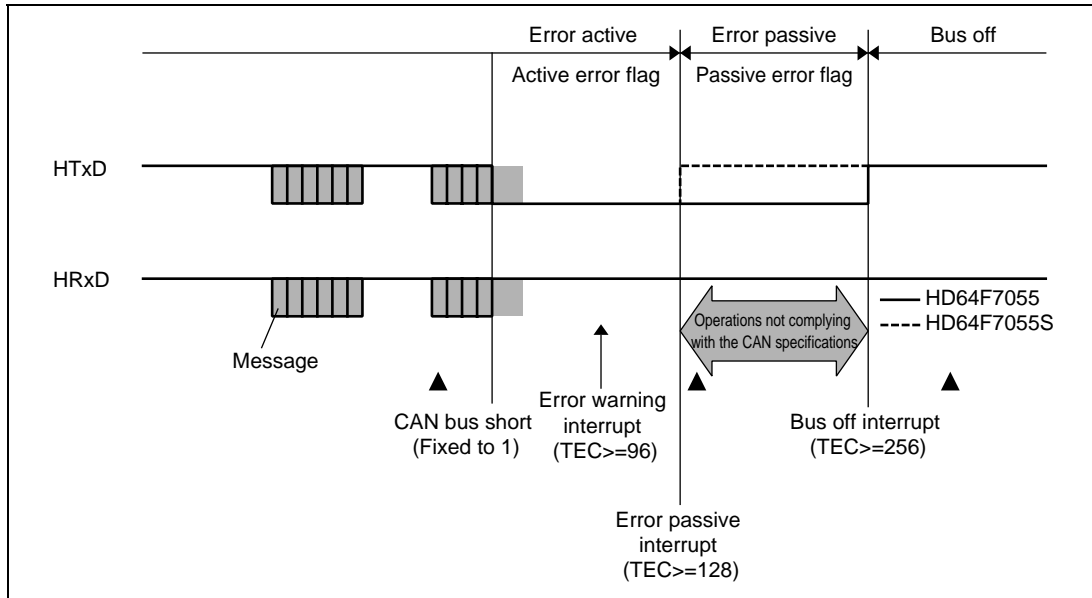 Error active
Error passive
Bus off
Active error flag
Passive error flag
HTxD
HRxD
HD64F7055
HD64F7055S
Operations not complying
with the CAN specifications
Message
CAN bus short
(Fixed to 1)
Error warning
interrupt
(TEC>=96)
Bus off interrupt
(TEC>=256)
Error passive
interrupt
(TEC>=128)